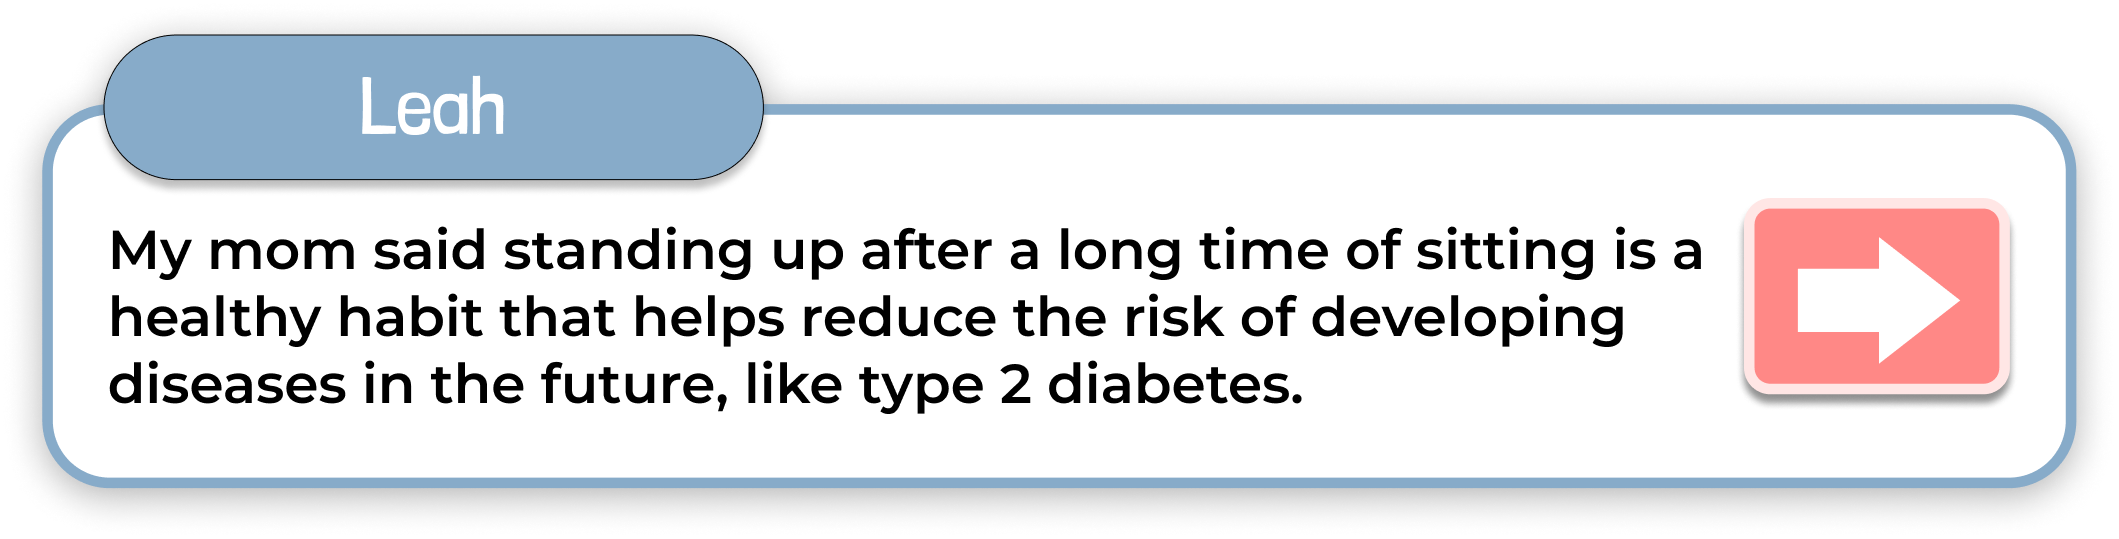 Leah
My mom said standing up after a long time of sitting is a
healthy habit that helps reduce the risk of developing
diseases in the future, like type 2 diabetes.